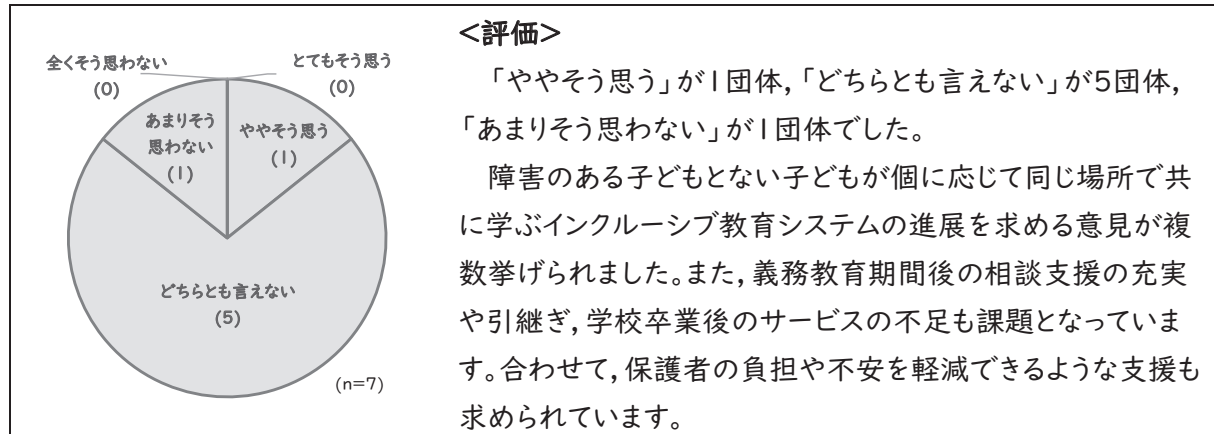 全くそう思わない
(0)
とてもそう思う
(0)
あまりそう
思わない
(1)
ややそう思う
(1)
どちらとも言えない
(5)
(n=7)
<評価>
「ややそう思う」が1団体,「どちらとも言えない」が5団体,
「あまりそう思わない」が1団体でした。
障害のある子どもとない子どもが個に応じて同じ場所で共
に学ぶインクルーシブ教育システムの進展を求める意見が複
数挙げられました。また,義務教育期間後の相談支援の充実
や引継ぎ,学校卒業後のサービスの不足も課題となっていま
す。合わせて,保護者の負担や不安を軽減できるような支援も
求められています。